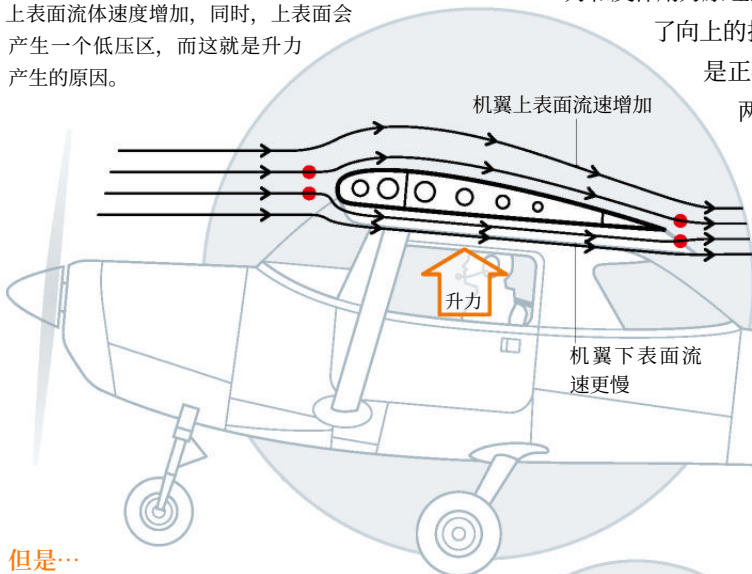 上表面流体速度增加，同时，上表面会
产生一个低压区，而这就是升力
产生的原因。
了向上的
是正
两
机翼上表面流速增加
升力
机翼下表面流
速更慢
但是…